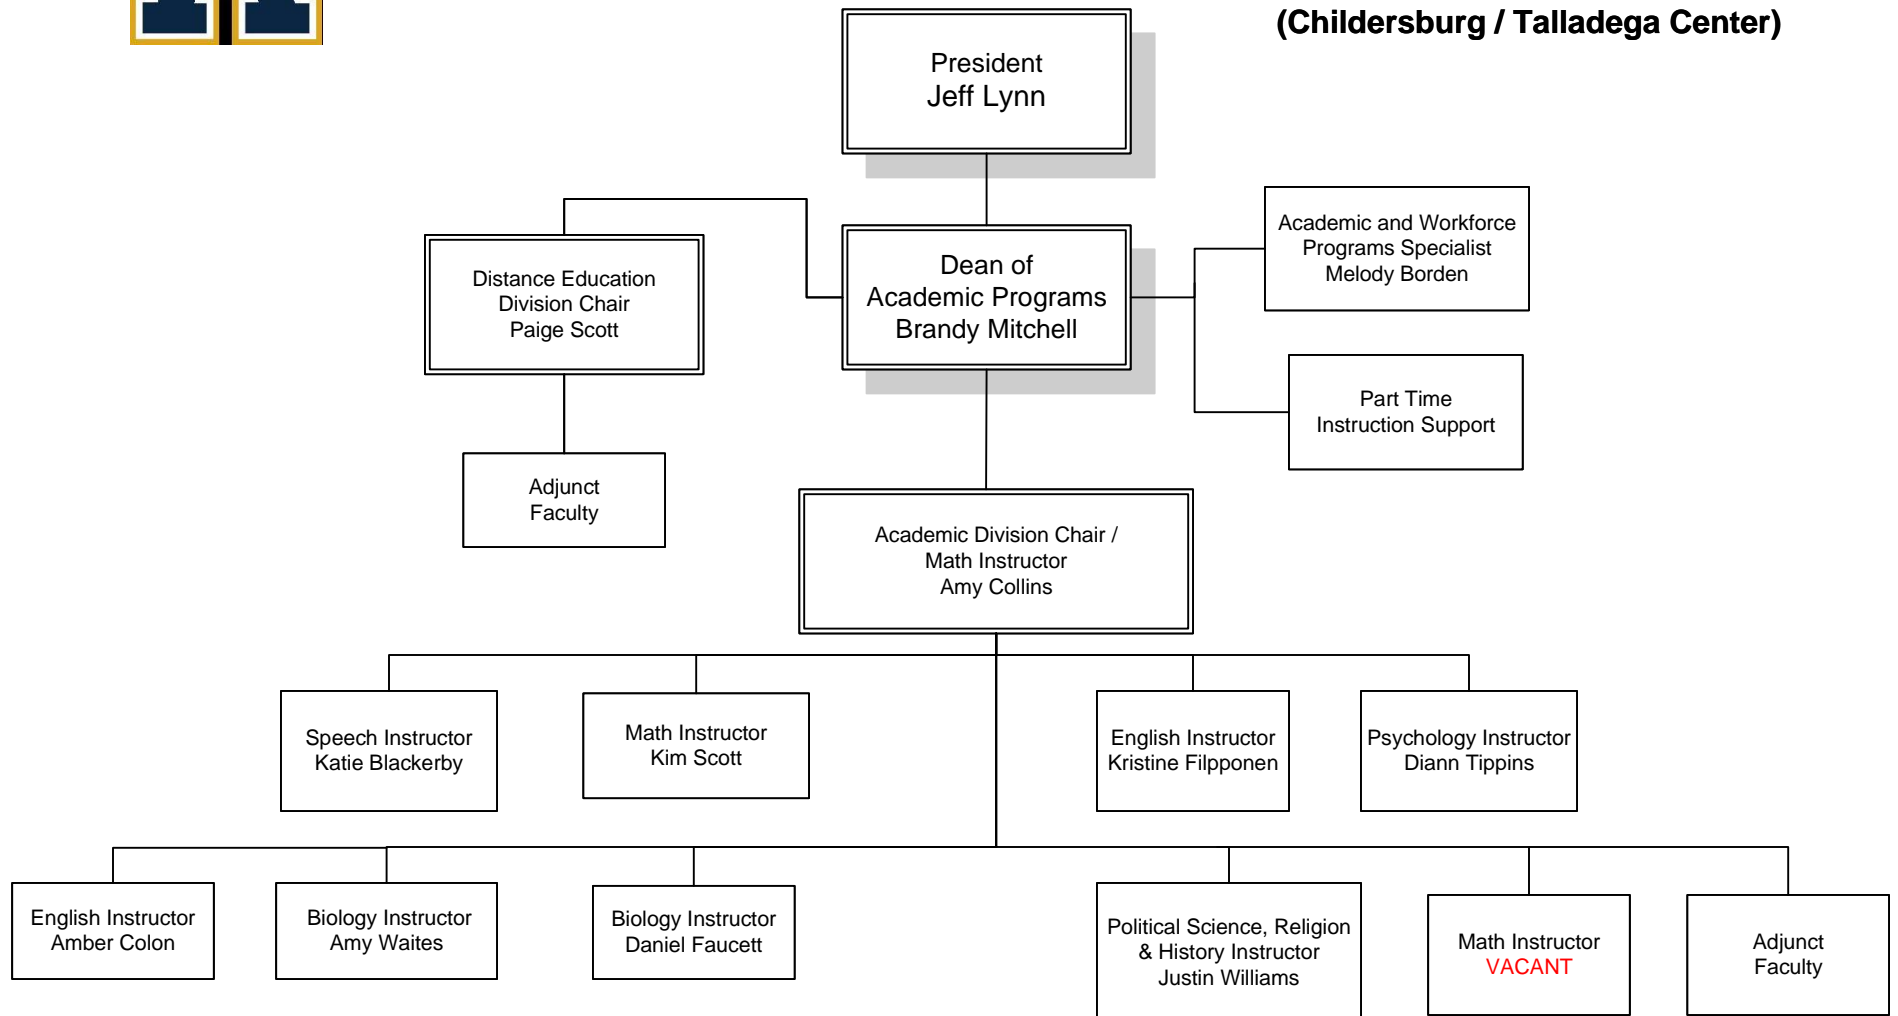 (Childersburg / Talladega Center)
President
Jeff Lynn
Academic and Workforce
Programs Specialist
Melody Borden
Distance Education
Division Chair
Paige Scott
Dean of
Academic Programs
Brandy Mitchell
Part Time
Instruction Support
Adjunct
Faculty
Academic Division Chair /
Math Instructor
Amy Collins
Speech Instructor
Katie Blackerby
Math Instructor
Kim Scott
English Instructor
Kristine Filpponen
Psychology Instructor
Diann Tippins
English Instructor
Amber Colon
Biology Instructor
Amy Waites
Biology Instructor
Daniel Faucett
Political Science, Religion
& History Instructor
Justin Williams
Math Instructor
VACANT
Adjunct
Faculty